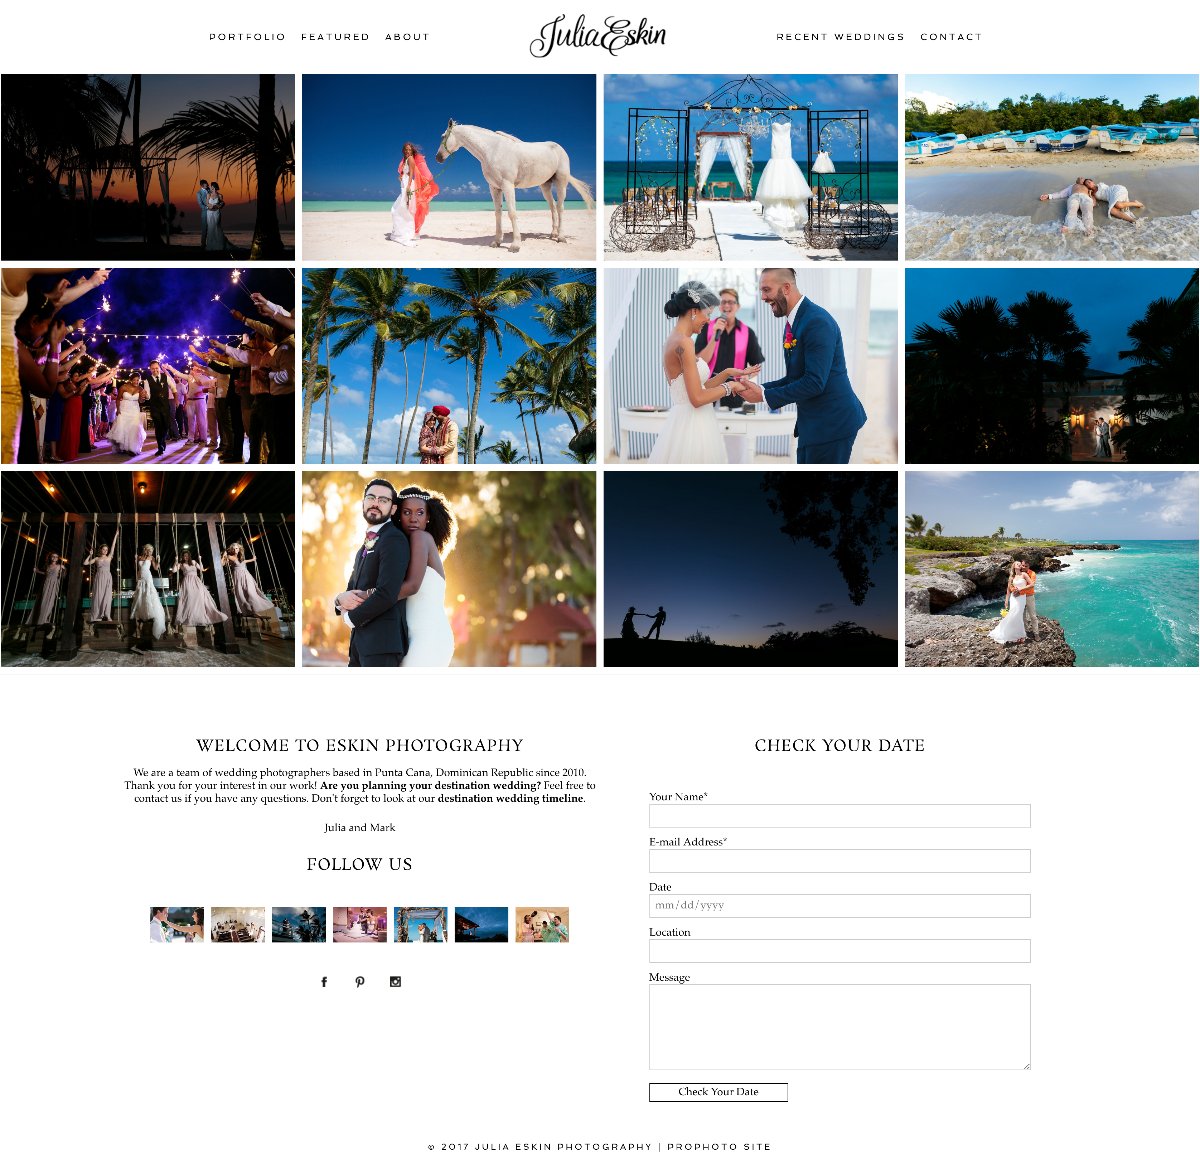 PORTFOLIO FEATURED ABOUT
Julia Eskin
RECENT WEDDINGS CONTACT
WELCOME TO ESKIN PHOTOGRAPHY
We are a team of wedding photographers based in Punta Cana, Dominican Republic since 2010.
Thank you for your interest in our work! Are you planning your destination wedding? Feel free to
contact us if you have any questions. Don't forget to look at our destination wedding timeline.
Julia and Mark
FOLLOW US
CHECK YOUR DATE
Your Name*
E-mail Address*
Date
mm/dd/yyyy
Location
Message
Check Your Date
© 2017 JULIA ESKIN PHOTOGRAPHY | PROPHOTO SITE